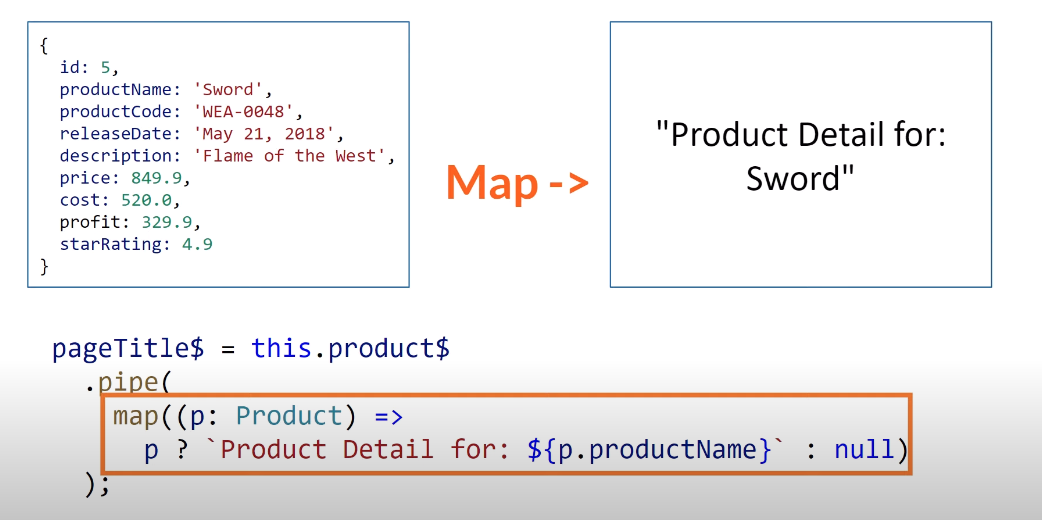 {
id: 5,
productName: 'Sword',
productCode: 'WEA-0048',
releaseDate: 'May 21, 2018',
description: 'Flame of the West',
price: 849.9,
cost: 520.0,
profit: 329.9,
starRating: 4.9
}
Map ->
"Product Detail for:
Sword"
pageTitle$ = this.product$
.pipe(
map((p: Product) =>
p ? `Product Detail for: ${p.productName}` : null)
);